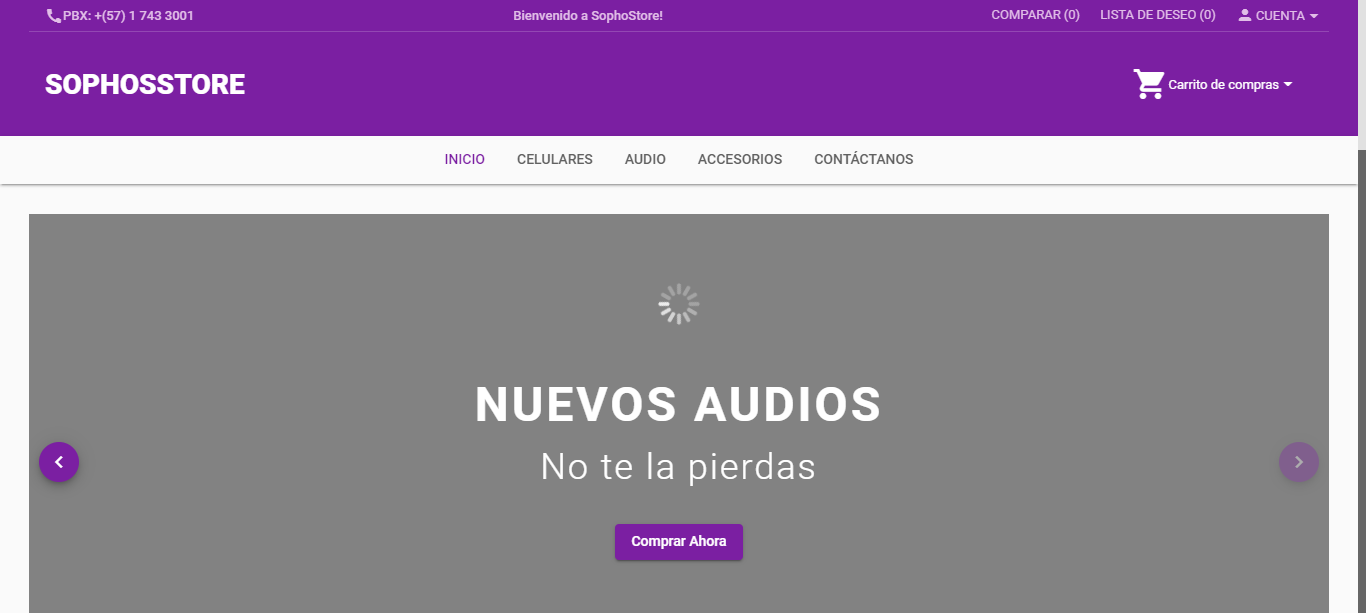 PBX: +(57) 1 743 3001
Bienvenido a SophoStore!
COMPARAR (0)
LISTA DE DESEO (0)
CUENTA
SOPHOSSTORE
Carrito de compras
INICIO
CELULARES
AUDIO
ACCESORIOS
CONTÁCTANOS
NUEVOS AUDIOS
No te la pierdas
Comprar Ahora